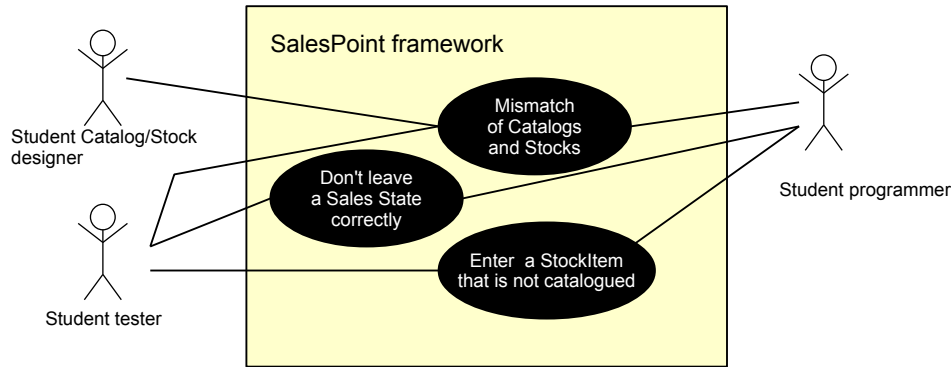 SalesPoint framework
Mismatch
of Catalogs
and Stocks
Student Catalog/Stock
designer
Don't leave
a Sales State
correctly
Student programmer
Enter a StockItem
that is not catalogued
Student tester